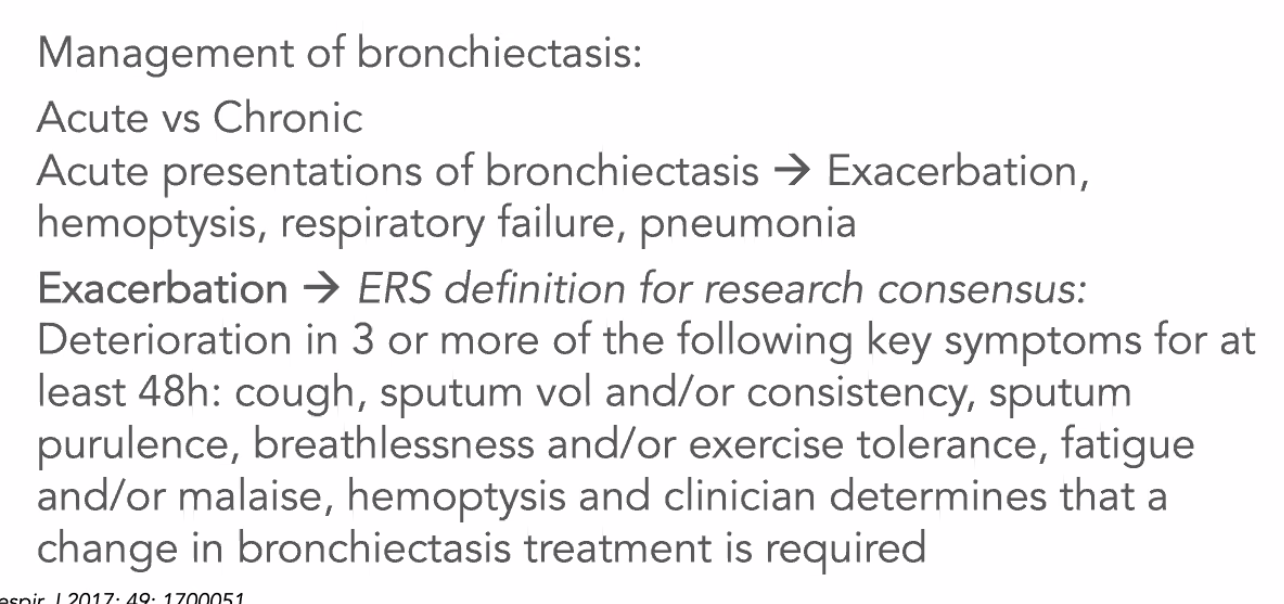 Management of bronchiectasis:
Acute vs Chronic
Acute presentations of bronchiectasis → Exacerbation,
hemoptysis, respiratory failure, pneumonia
Exacerbation → ERS definition for research consensus:
Deterioration in 3 or more of the following key symptoms for at
least 48h: cough, sputum vol and/or consistency, sputum
purulence, breathlessness and/or exercise tolerance, fatigue
and/or malaise, hemoptysis and clinician determines that a
change in bronchiectasis treatment is required
espir J 2017; 49: 1700051